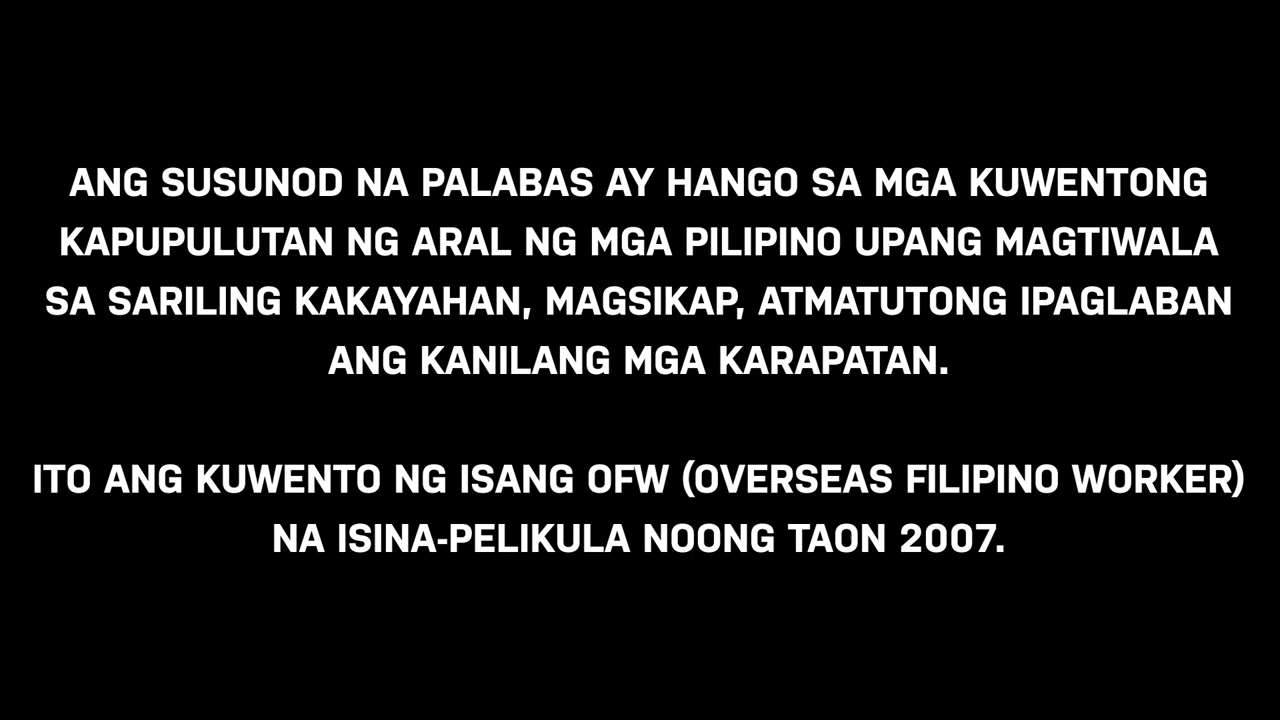 ANG SUSUNOD NA PALABAS AY HANGO SA MGA KUWENTONG
KAPUPULUTAN NG ARAL NG MGA PILIPINO UPANG MAGTIWALA
SA SARILING KAKAYAHAN, MAGSIKAP, ATMATUTONG IPAGLABAN
ANG KANILANG MGA KARAPATAN.
ITO ANG KUWENTO NG ISANG OFW (OVERSEAS FILIPINO WORKER)
NA ISINA-PELIKULA NOONG TAON 2007.